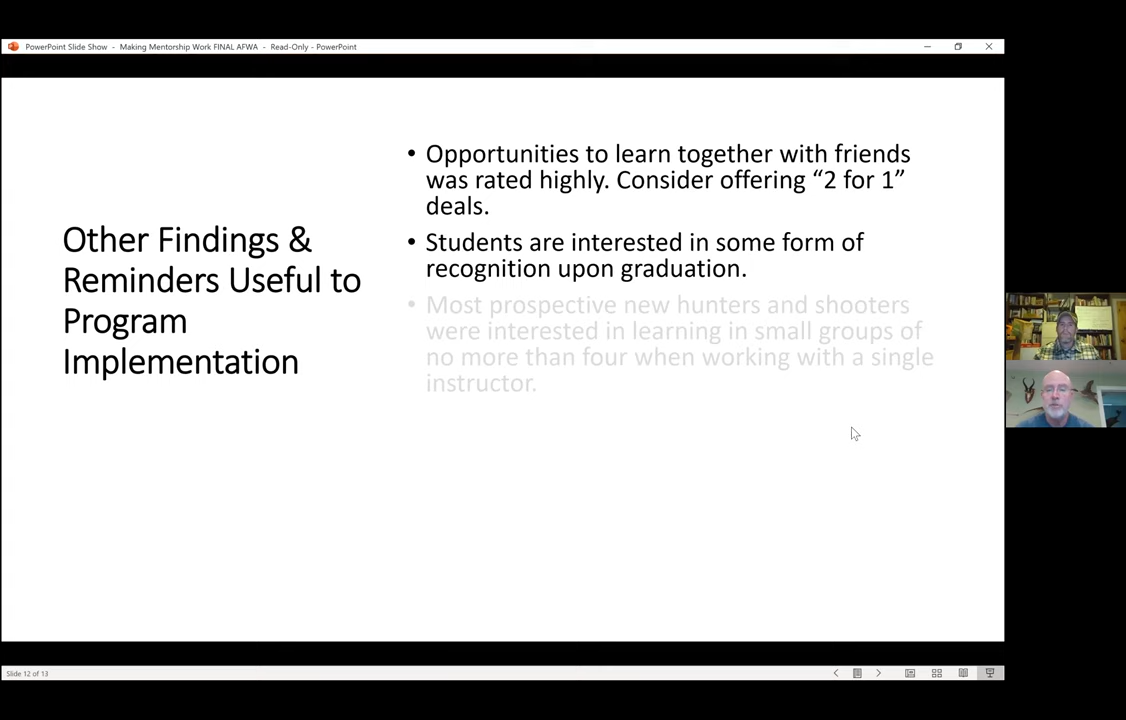 PowerPoint Slide Show - Making Mentorship Work FINAL AFWA - Read-Only - PowerPoint
Other Findings &
Reminders Useful to
Program
Implementation
• Opportunities to learn together with friends
was rated highly. Consider offering “2 for 1”
deals.
• Students are interested in some form of
recognition upon graduation.
• Most prospective new hunters and shooters
were interested in learning in small groups of
no more than four when working with a single
instructor.
Slide 12 of 13